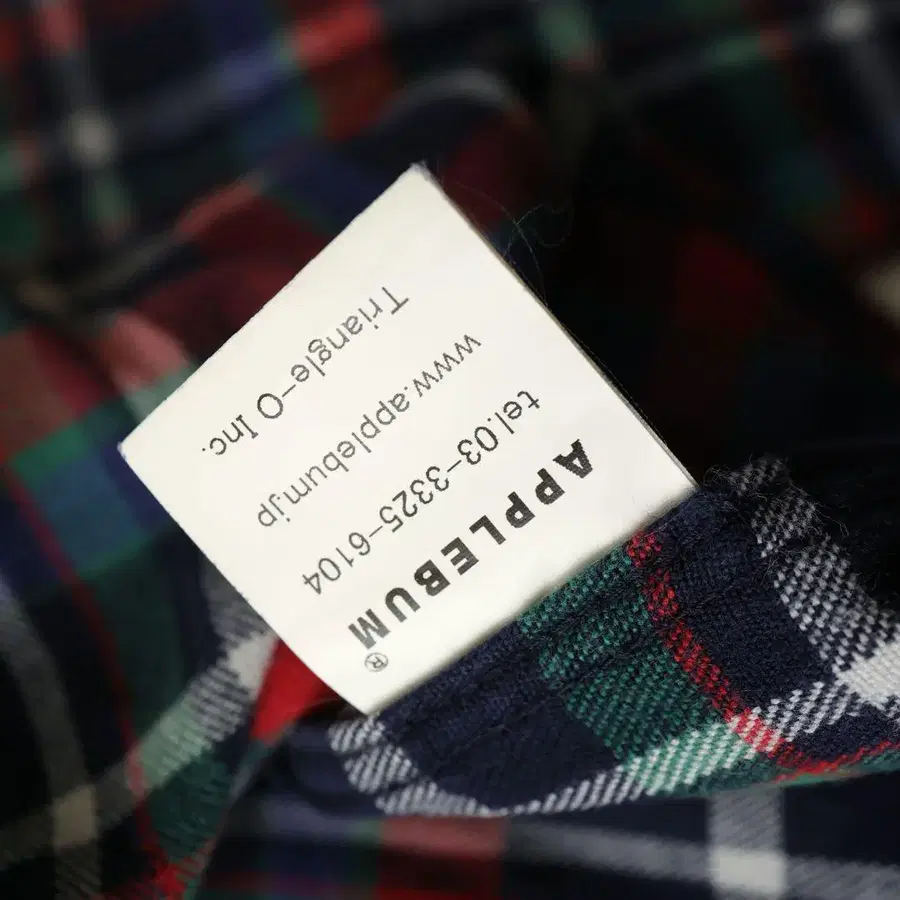 APPLEBUM®
tel.03-3325-6104
www.applebum.jp
Triangle-O Inc.